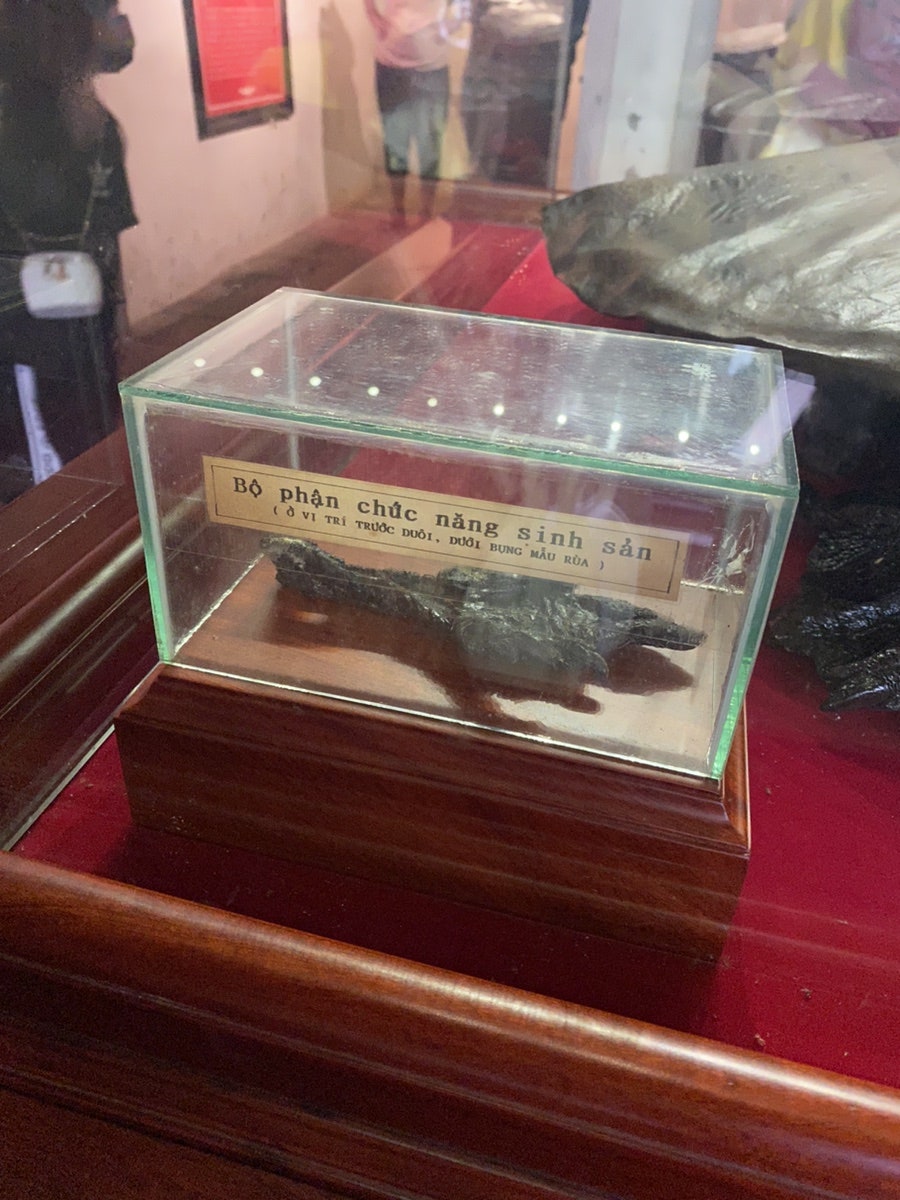 Bộ phận chức năng sinh sản
( Ở VỊ TRÍ TRƯỚC ĐUÔI, DƯỚI BỤNG MẪU RÙA )